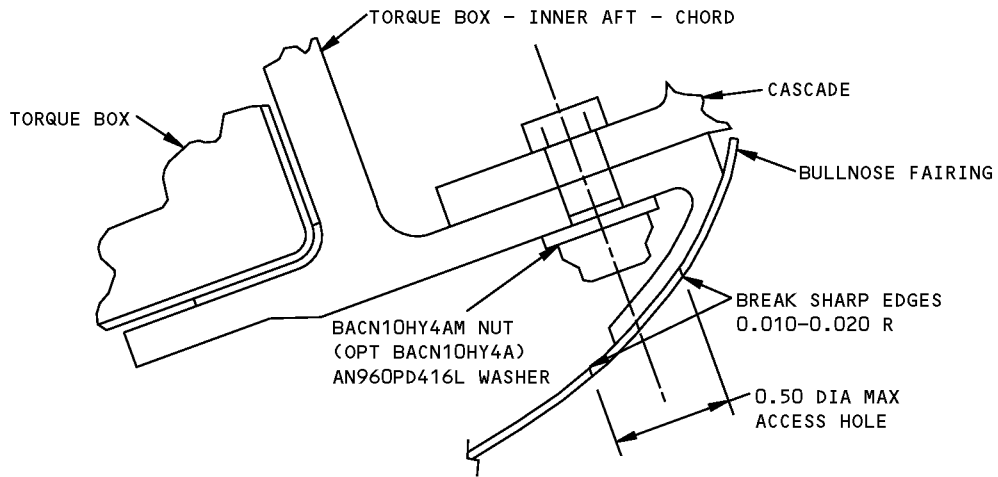 TORQUE BOX - INNER AFT - CHORD
CASCADE
TORQUE BOX
BULLNOSE FAIRING
BREAK SHARP EDGES
0.010-0.020 R
BACN10HY4AM NUT
(OPT BACN10HY4A)
AN960PD416L WASHER
0.50 DIA MAX
ACCESS HOLE